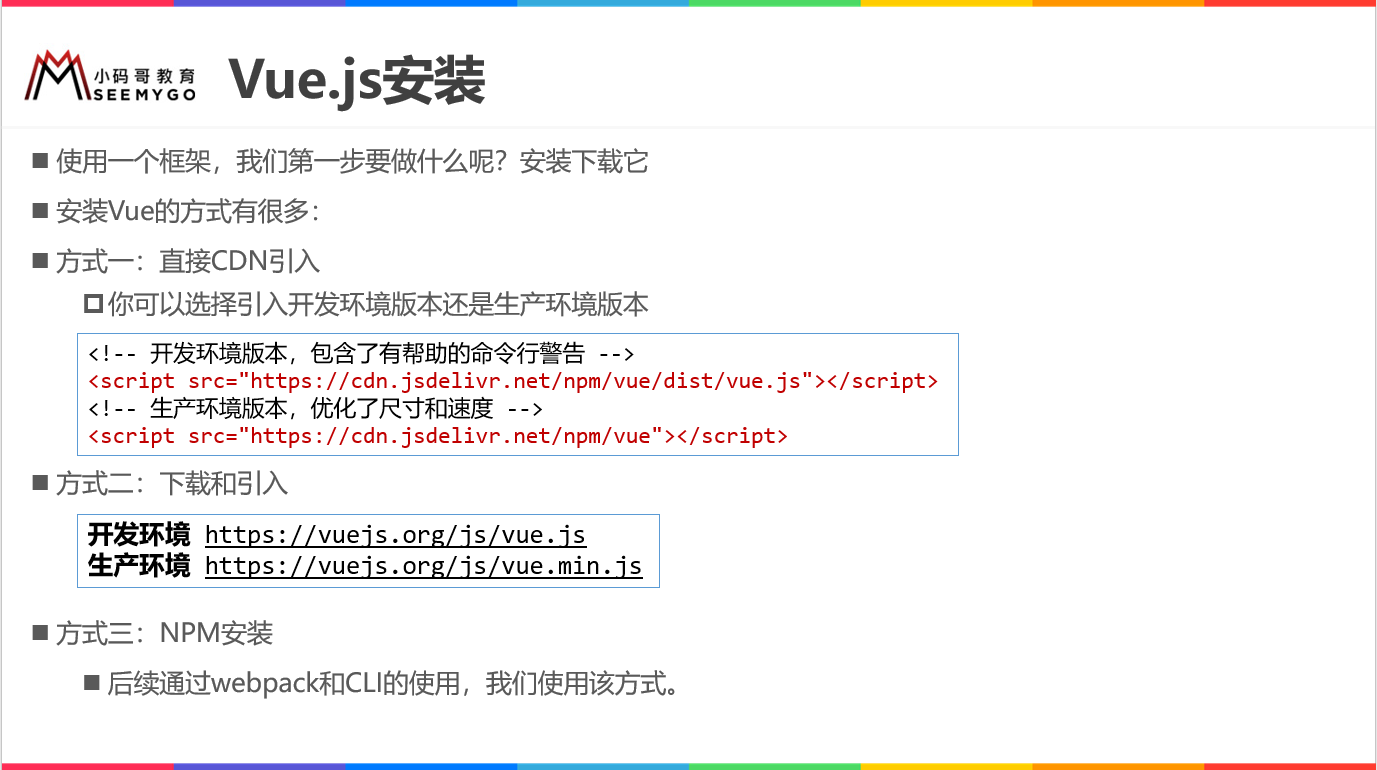 小码哥教育
SEEMYGO
Vue.js安装
使用一个框架，我们第一步要做什么呢？安装下载它
安装Vue的方式有很多：
方式一：直接CDN引入
你可以选择引入开发环境版本还是生产环境版本
<!-- 开发环境版本，包含了有帮助的命令行警告 -->
<script src="https://cdn.jsdelivr.net/npm/vue/dist/vue.js"></script>
<!-- 生产环境版本，优化了尺寸和速度 -->
<script src="https://cdn.jsdelivr.net/npm/vue"></script>
方式二：下载和引入
开发环境 https://vuejs.org/js/vue.js
生产环境 https://vuejs.org/js/vue.min.js
方式三：NPM安装
后续通过webpack和CLI的使用，我们使用该方式。